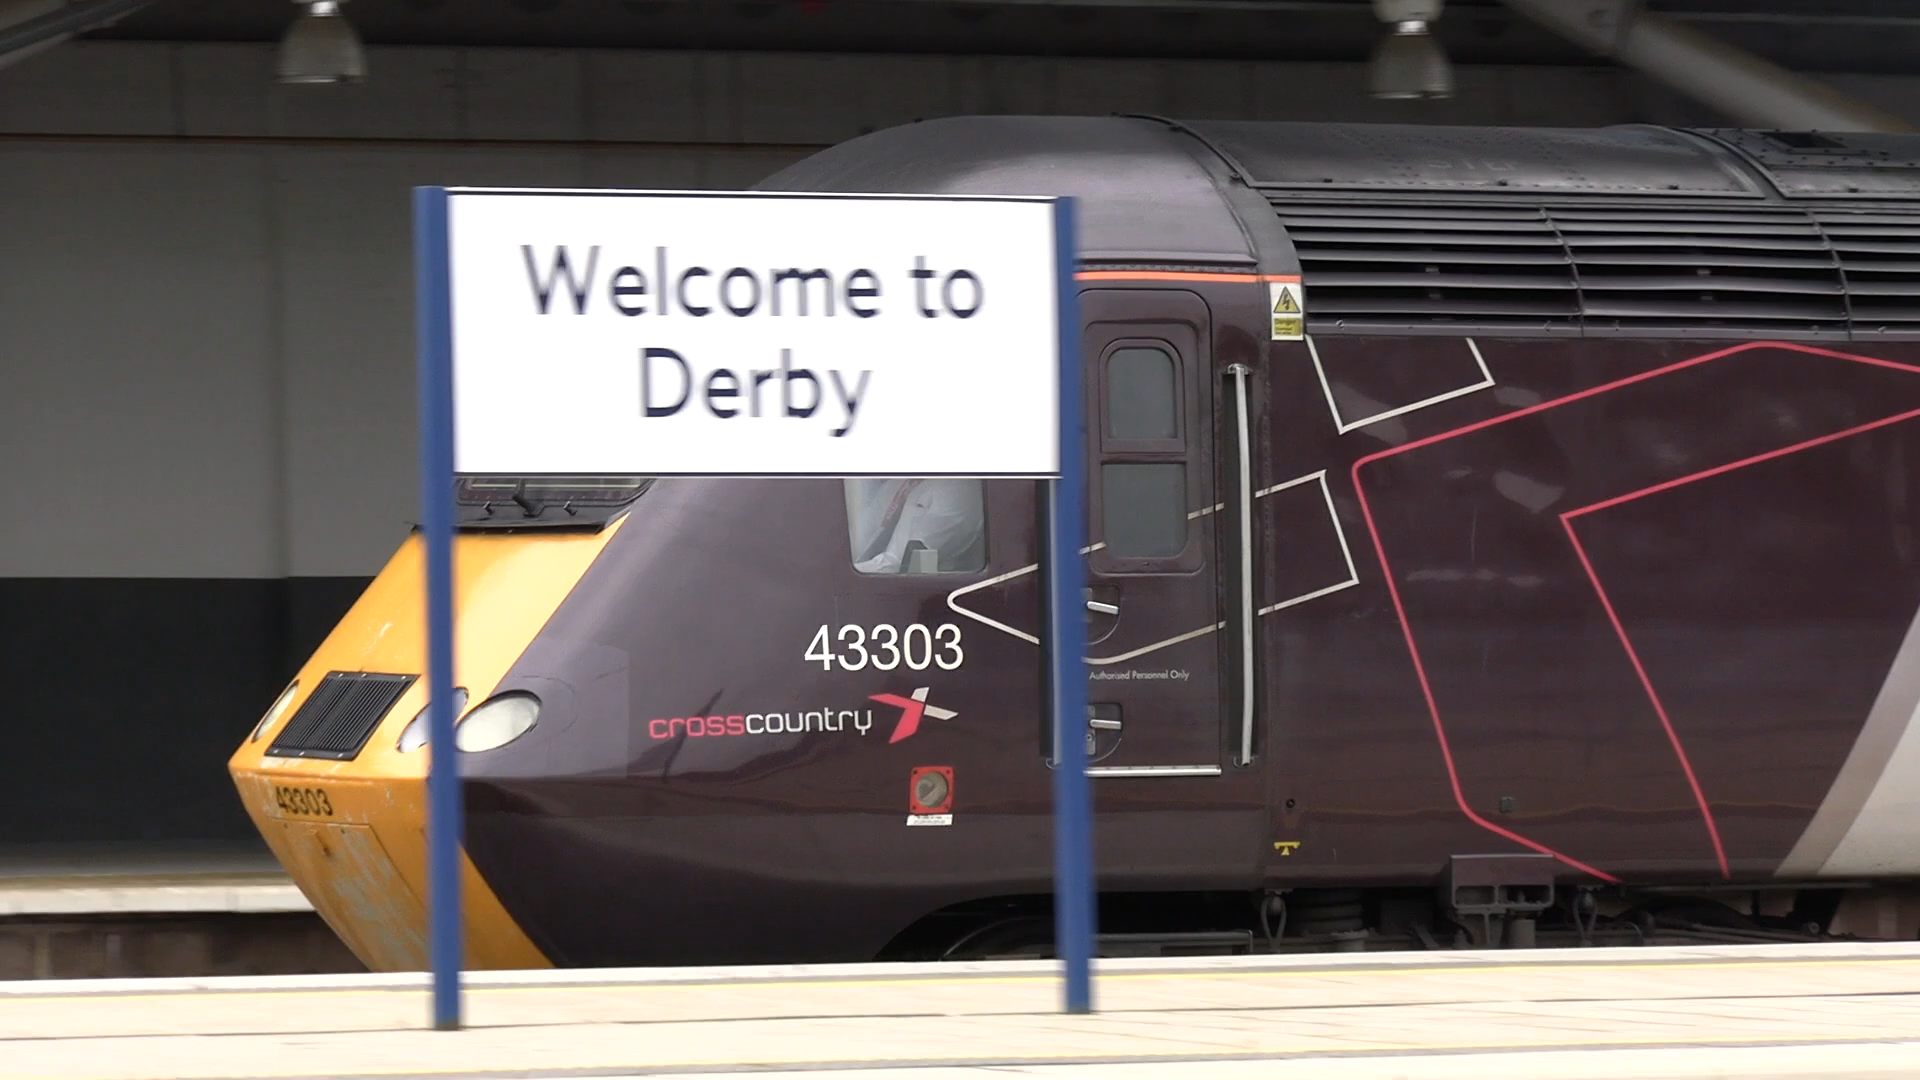 Welcome to
Derby
43303
Authorised Personnel Only
crosscountry
43303